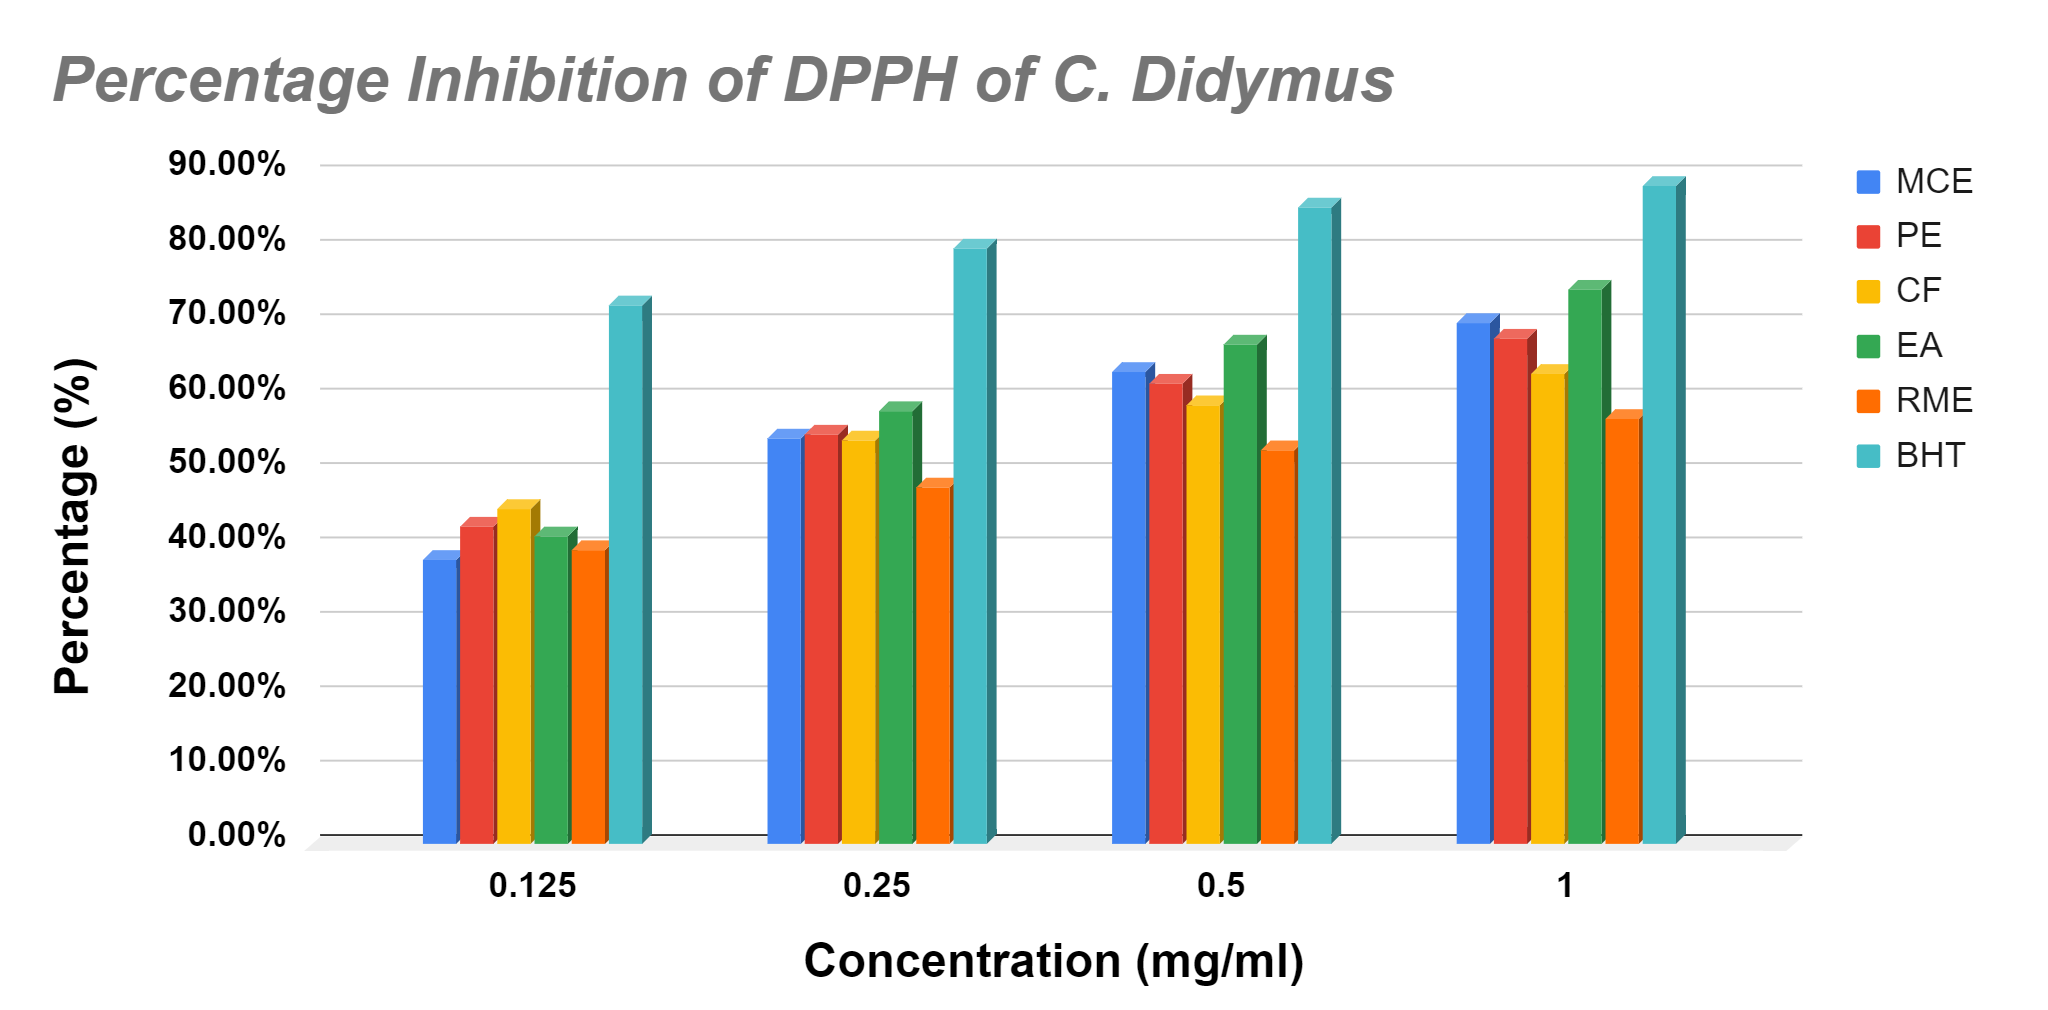 Percentage Inhibition of DPPH of C. Didymus
90.00%
80.00%
70.00%
60.00%
50.00%
40.00%
30.00%
20.00%
10.00%
0.00%
Percentage (%)
0.125
0.25
0.5
1
Concentration (mg/ml)
MCE
PE
CF
EA
RME
BHT